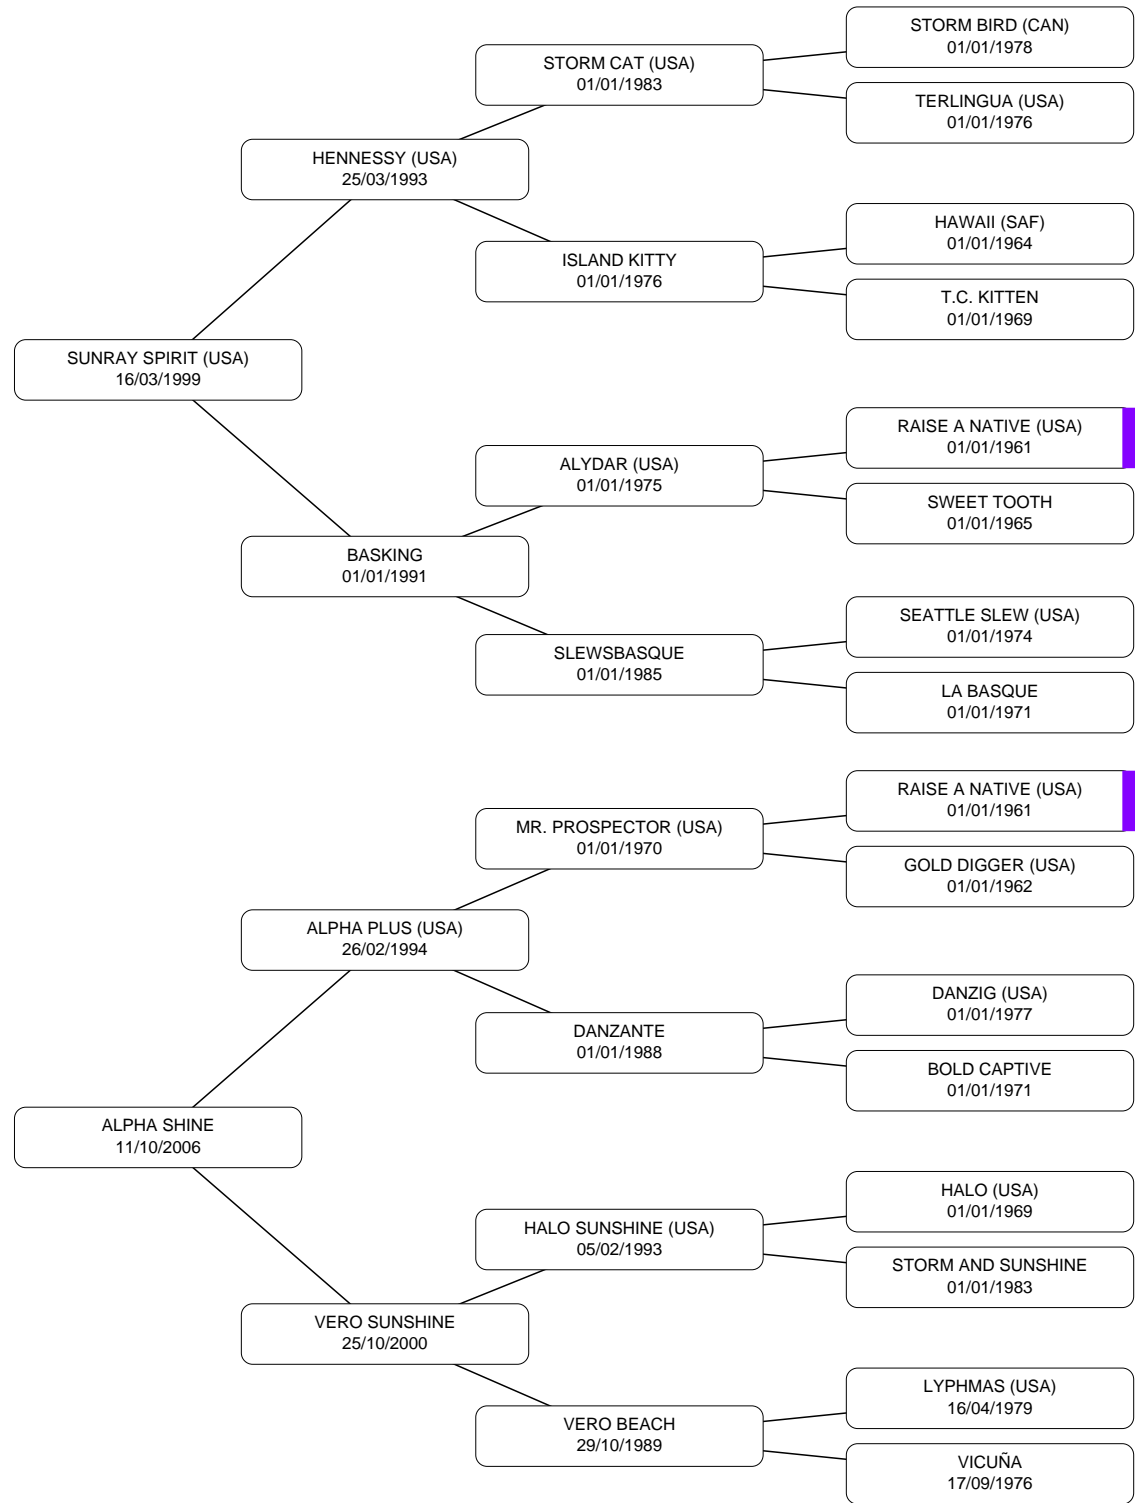 STORM BIRD (CAN)
01/01/1978
STORM CAT (USA)
01/01/1983
TERLINGUA (USA)
01/01/1976
HENNESSY (USA)
25/03/1993
HAWAII (SAF)
01/01/1964
ISLAND KITTY
01/01/1976
T.C. KITTEN
01/01/1969
SUNRAY SPIRIT (USA)
16/03/1999
RAISE A NATIVE (USA)
01/01/1961
ALYDAR (USA)
01/01/1975
SWEET TOOTH
01/01/1965
BASKING
01/01/1991
SEATTLE SLEW (USA)
01/01/1974
SLEWSBASQUE
01/01/1985
LA BASQUE
01/01/1971
RAISE A NATIVE (USA)
01/01/1961
MR. PROSPECTOR (USA)
01/01/1970
GOLD DIGGER (USA)
01/01/1962
ALPHA PLUS (USA)
26/02/1994
DANZIG (USA)
01/01/1977
DANZANTE
01/01/1988
BOLD CAPTIVE
01/01/1971
ALPHA SHINE
11/10/2006
HALO (USA)
01/01/1969
HALO SUNSHINE (USA)
05/02/1993
STORM AND SUNSHINE
01/01/1983
VERO SUNSHINE
25/10/2000
LYPHMAS (USA)
16/04/1979
VERO BEACH
29/10/1989
VICUÑA
17/09/1976